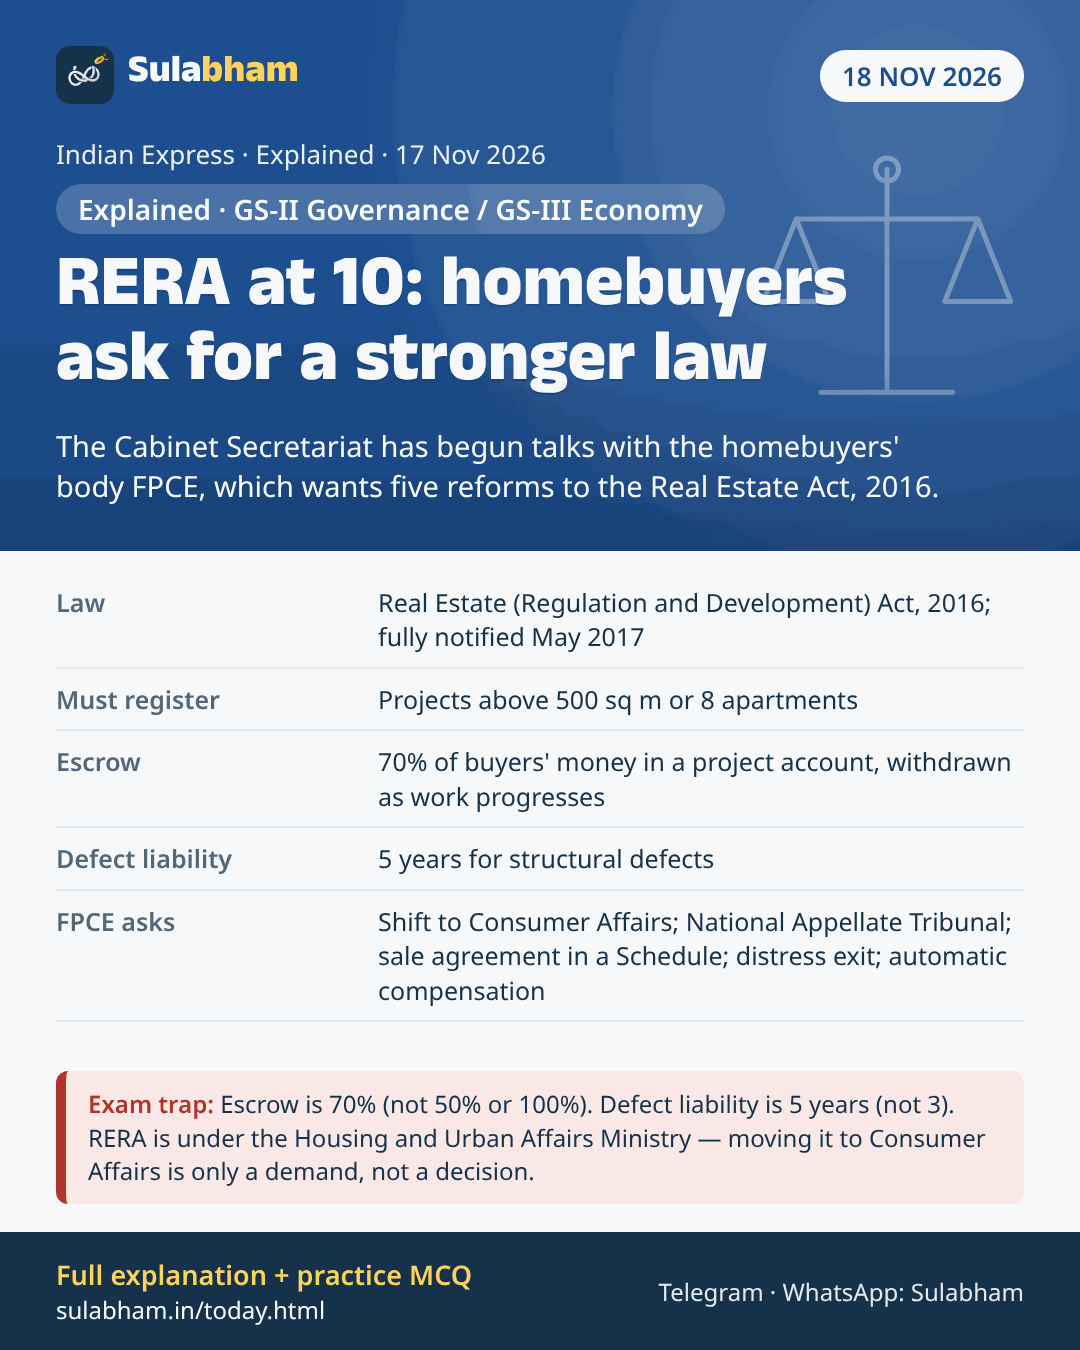 Sulabham
18 NOV 2026
Indian Express · Explained · 17 Nov 2026
Explained · GS-II Governance / GS-III Economy
RERA at 10: homebuyers
ask for a stronger law
The Cabinet Secretariat has begun talks with the homebuyers'
body FPCE, which wants five reforms to the Real Estate Act, 2016.
Law
Real Estate (Regulation and Development) Act, 2016;
fully notified May 2017
Must register
Projects above 500 sq m or 8 apartments
Escrow
70% of buyers' money in a project account, withdrawn
as work progresses
Defect liability
5 years for structural defects
FPCE asks
Shift to Consumer Affairs; National Appellate Tribunal;
sale agreement in a Schedule; distress exit; automatic
compensation
Exam trap: Escrow is 70% (not 50% or 100%). Defect liability is 5 years (not 3).
RERA is under the Housing and Urban Affairs Ministry — moving it to Consumer
Affairs is only a demand, not a decision.
Full explanation + practice MCQ
sulabham.in/today.html
Telegram · WhatsApp: Sulabham